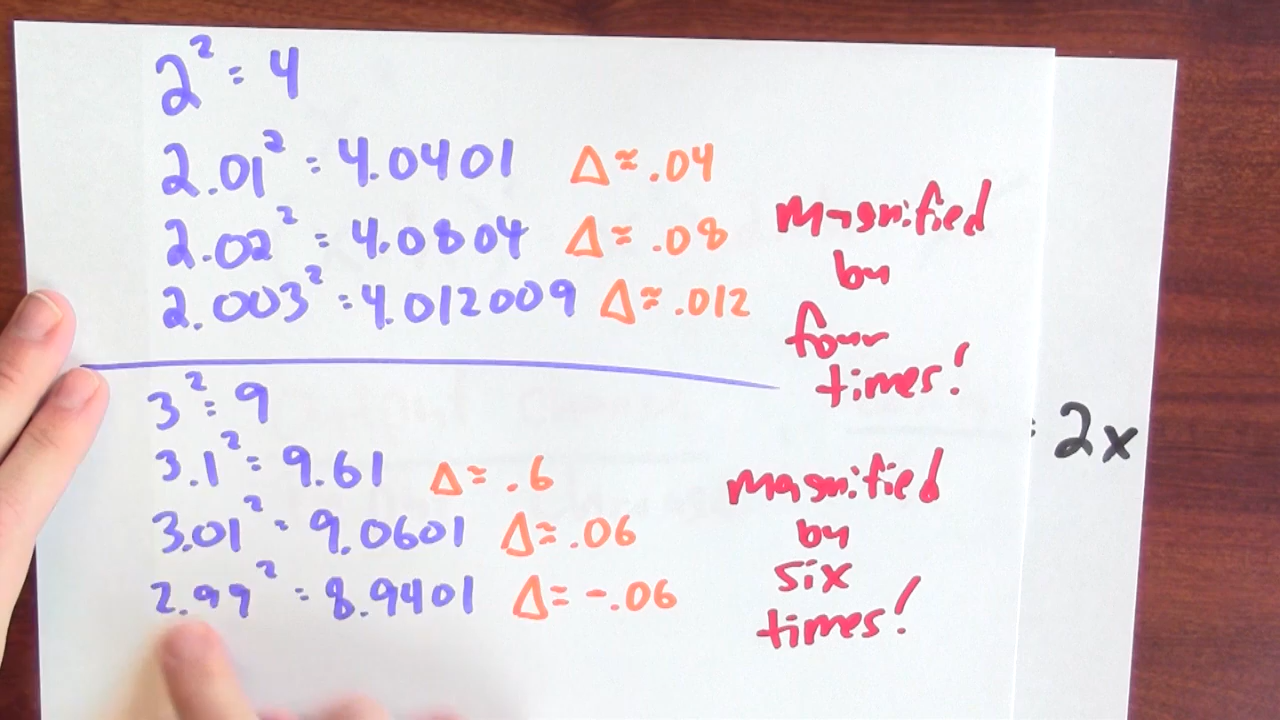 2² = 4
2.01² = 4.0401 Δ≈ .04
2.02² = 4.0804 Δ≈ .08
2.003² = 4.012009 Δ≈ .012
magnified
by
four
times!
3² = 9
3.1² = 9.61 Δ≈ .6
3.01² = 9.0601 Δ≈ .06
2.99² = 8.9401 Δ≈ -.06
magnified
by
six
times!
= 2x